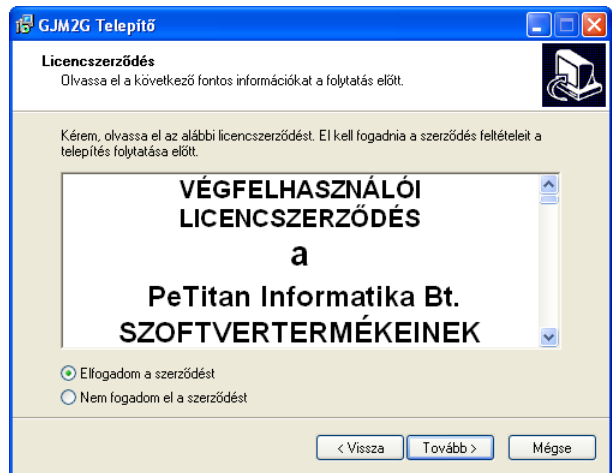 GJM2G Telepítő
Licencszerződés
Olvassa el a következő fontos információkat a folytatás előtt.
Kérem, olvassa el az alábbi licencszerződést. El kell fogadnia a szerződés feltételeit a
telepítés folytatása előtt.
VÉGFELHASZNÁLÓI
LICENCSZERZŐDÉS
a
PeTitan Informatika Bt.
SZOFTVERTERMÉKEINEK
Elfogadom a szerződést
Nem fogadom el a szerződést
< Vissza Tovább > Mégse